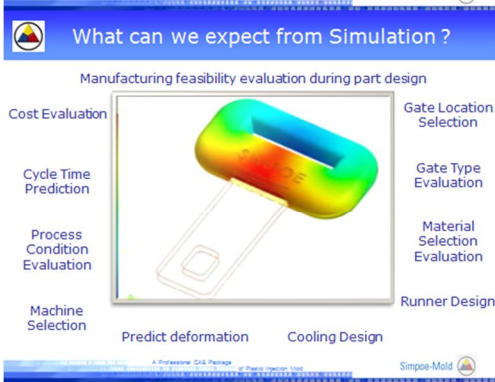 What can we expect from Simulation ?
Manufacturing feasibility evaluation during part design
Cost Evaluation
Cycle Time
Prediction
Process
Condition
Evaluation
Machine
Selection
SIMPOE
Gate Location
Selection
Gate Type
Evaluation
Material
Selection
Evaluation
Runner Design
Predict deformation
Cooling Design
A Professional CAE Package
of Plastic Injection Mold
Simpoe-Mold